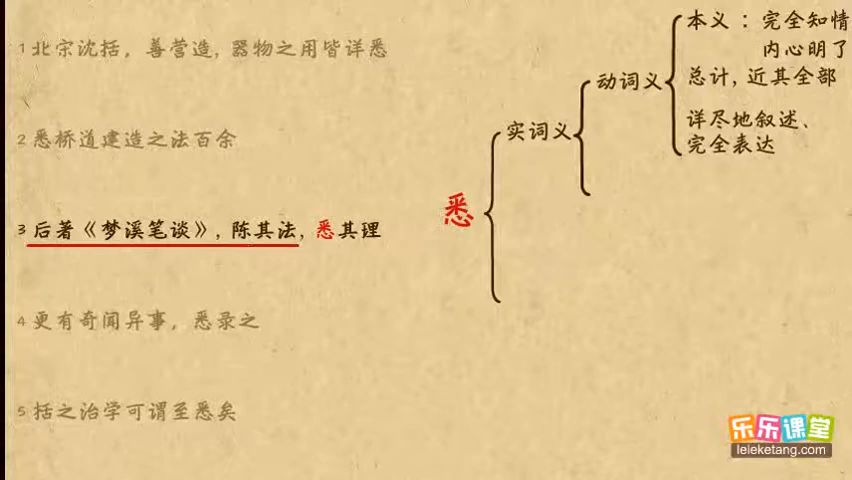 1 北宋沈括，善营造，器物之用皆详悉
2 悉桥道建造之法百余
3 后著《梦溪笔谈》，陈其法，悉其理
4 更有奇闻异事，悉录之
5 括之治学可谓至悉矣
悉
实词义
动词义
本义：完全知情
内心明了
总计，近其全部
详尽地叙述、
完全表达
乐乐课堂
leleketang.com